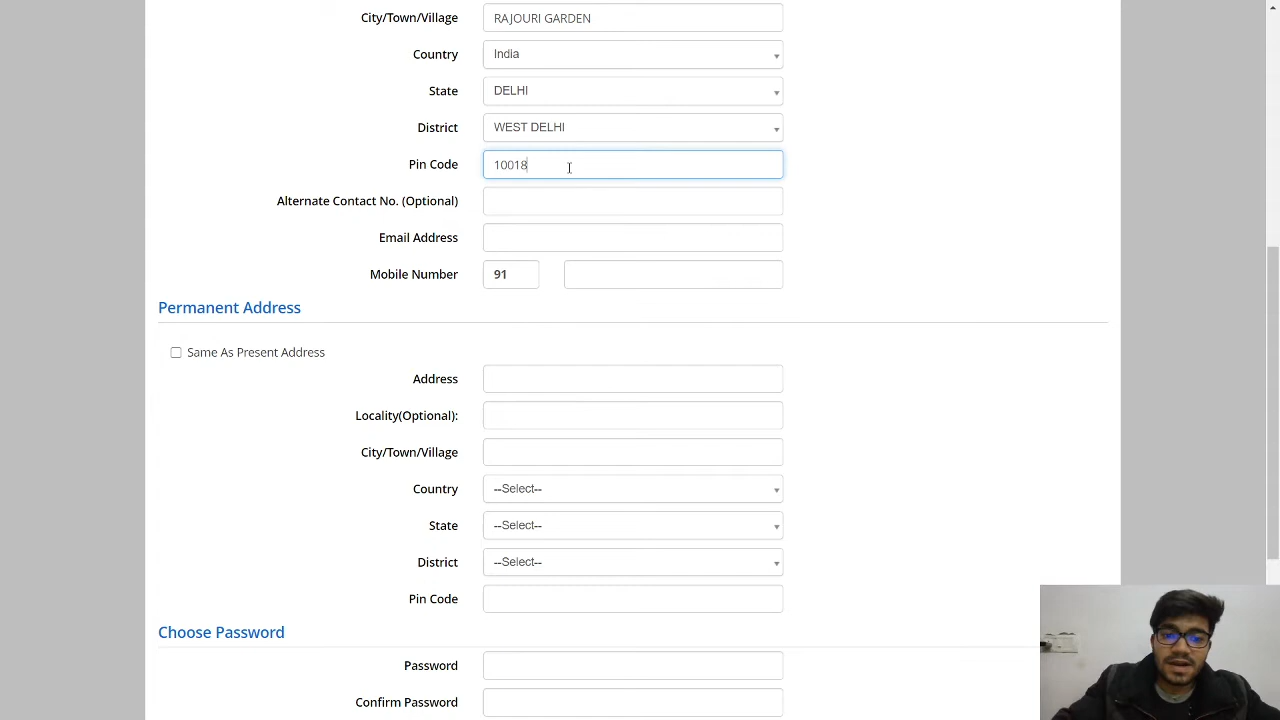 City/Town/Village RAJOURI GARDEN
Country India
State DELHI
District WEST DELHI
Pin Code 10018
Alternate Contact No. (Optional)
Email Address
Mobile Number 91
Permanent Address
Same As Present Address
Address
Locality(Optional):
City/Town/Village
Country --Select--
State --Select--
District --Select--
Pin Code
Choose Password
Password
Confirm Password